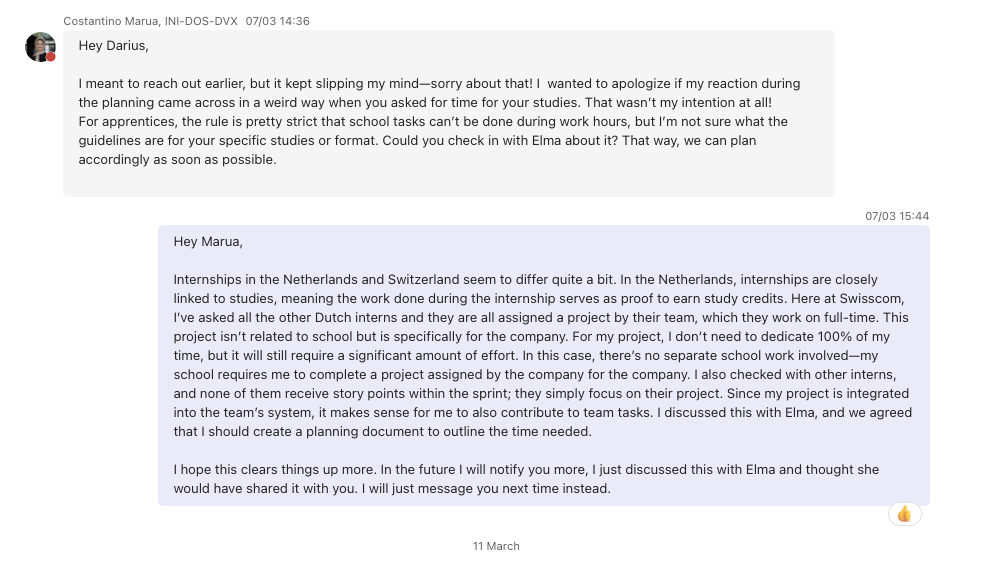 Costantino Marua, INI-DOS-DVX 07/03 14:36
Hey Darius,
I meant to reach out earlier, but it kept slipping my mind—sorry about that! I  wanted to apologize if my reaction during
the planning came across in a weird way when you asked for time for your studies. That wasn’t my intention at all!
For apprentices, the rule is pretty strict that school tasks can’t be done during work hours, but I’m not sure what the
guidelines are for your specific studies or format. Could you check in with Elma about it? That way, we can plan
accordingly as soon as possible.
07/03 15:44
Hey Marua,
Internships in the Netherlands and Switzerland seem to differ quite a bit. In the Netherlands, internships are closely
linked to studies, meaning the work done during the internship serves as proof to earn study credits. Here at Swisscom,
I’ve asked all the other Dutch interns and they are all assigned a project by their team, which they work on full-time. This
project isn’t related to school but is specifically for the company. For my project, I don’t need to dedicate 100% of my
time, but it will still require a significant amount of effort. In this case, there’s no separate school work involved—my
school requires me to complete a project assigned by the company for the company. I also checked with other interns,
and none of them receive story points within the sprint; they simply focus on their project. Since my project is integrated
into the team’s system, it makes sense for me to also contribute to team tasks. I discussed this with Elma, and we agreed
that I should create a planning document to outline the time needed.
I hope this clears things up more. In the future I will notify you more, I just discussed this with Elma and thought she
would have shared it with you. I will just message you next time instead.
11 March